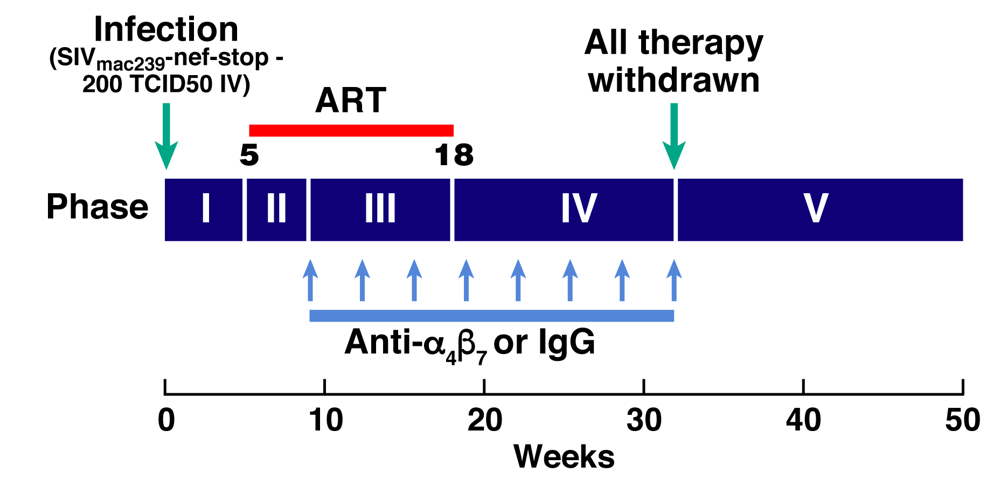 Infection
(SIVmac239-nef-stop -
200 TCID50 IV)
All therapy
withdrawn
ART
5 18
Phase I II III IV V
Anti-α4β7 or IgG
0 10 20 30 40 50
Weeks